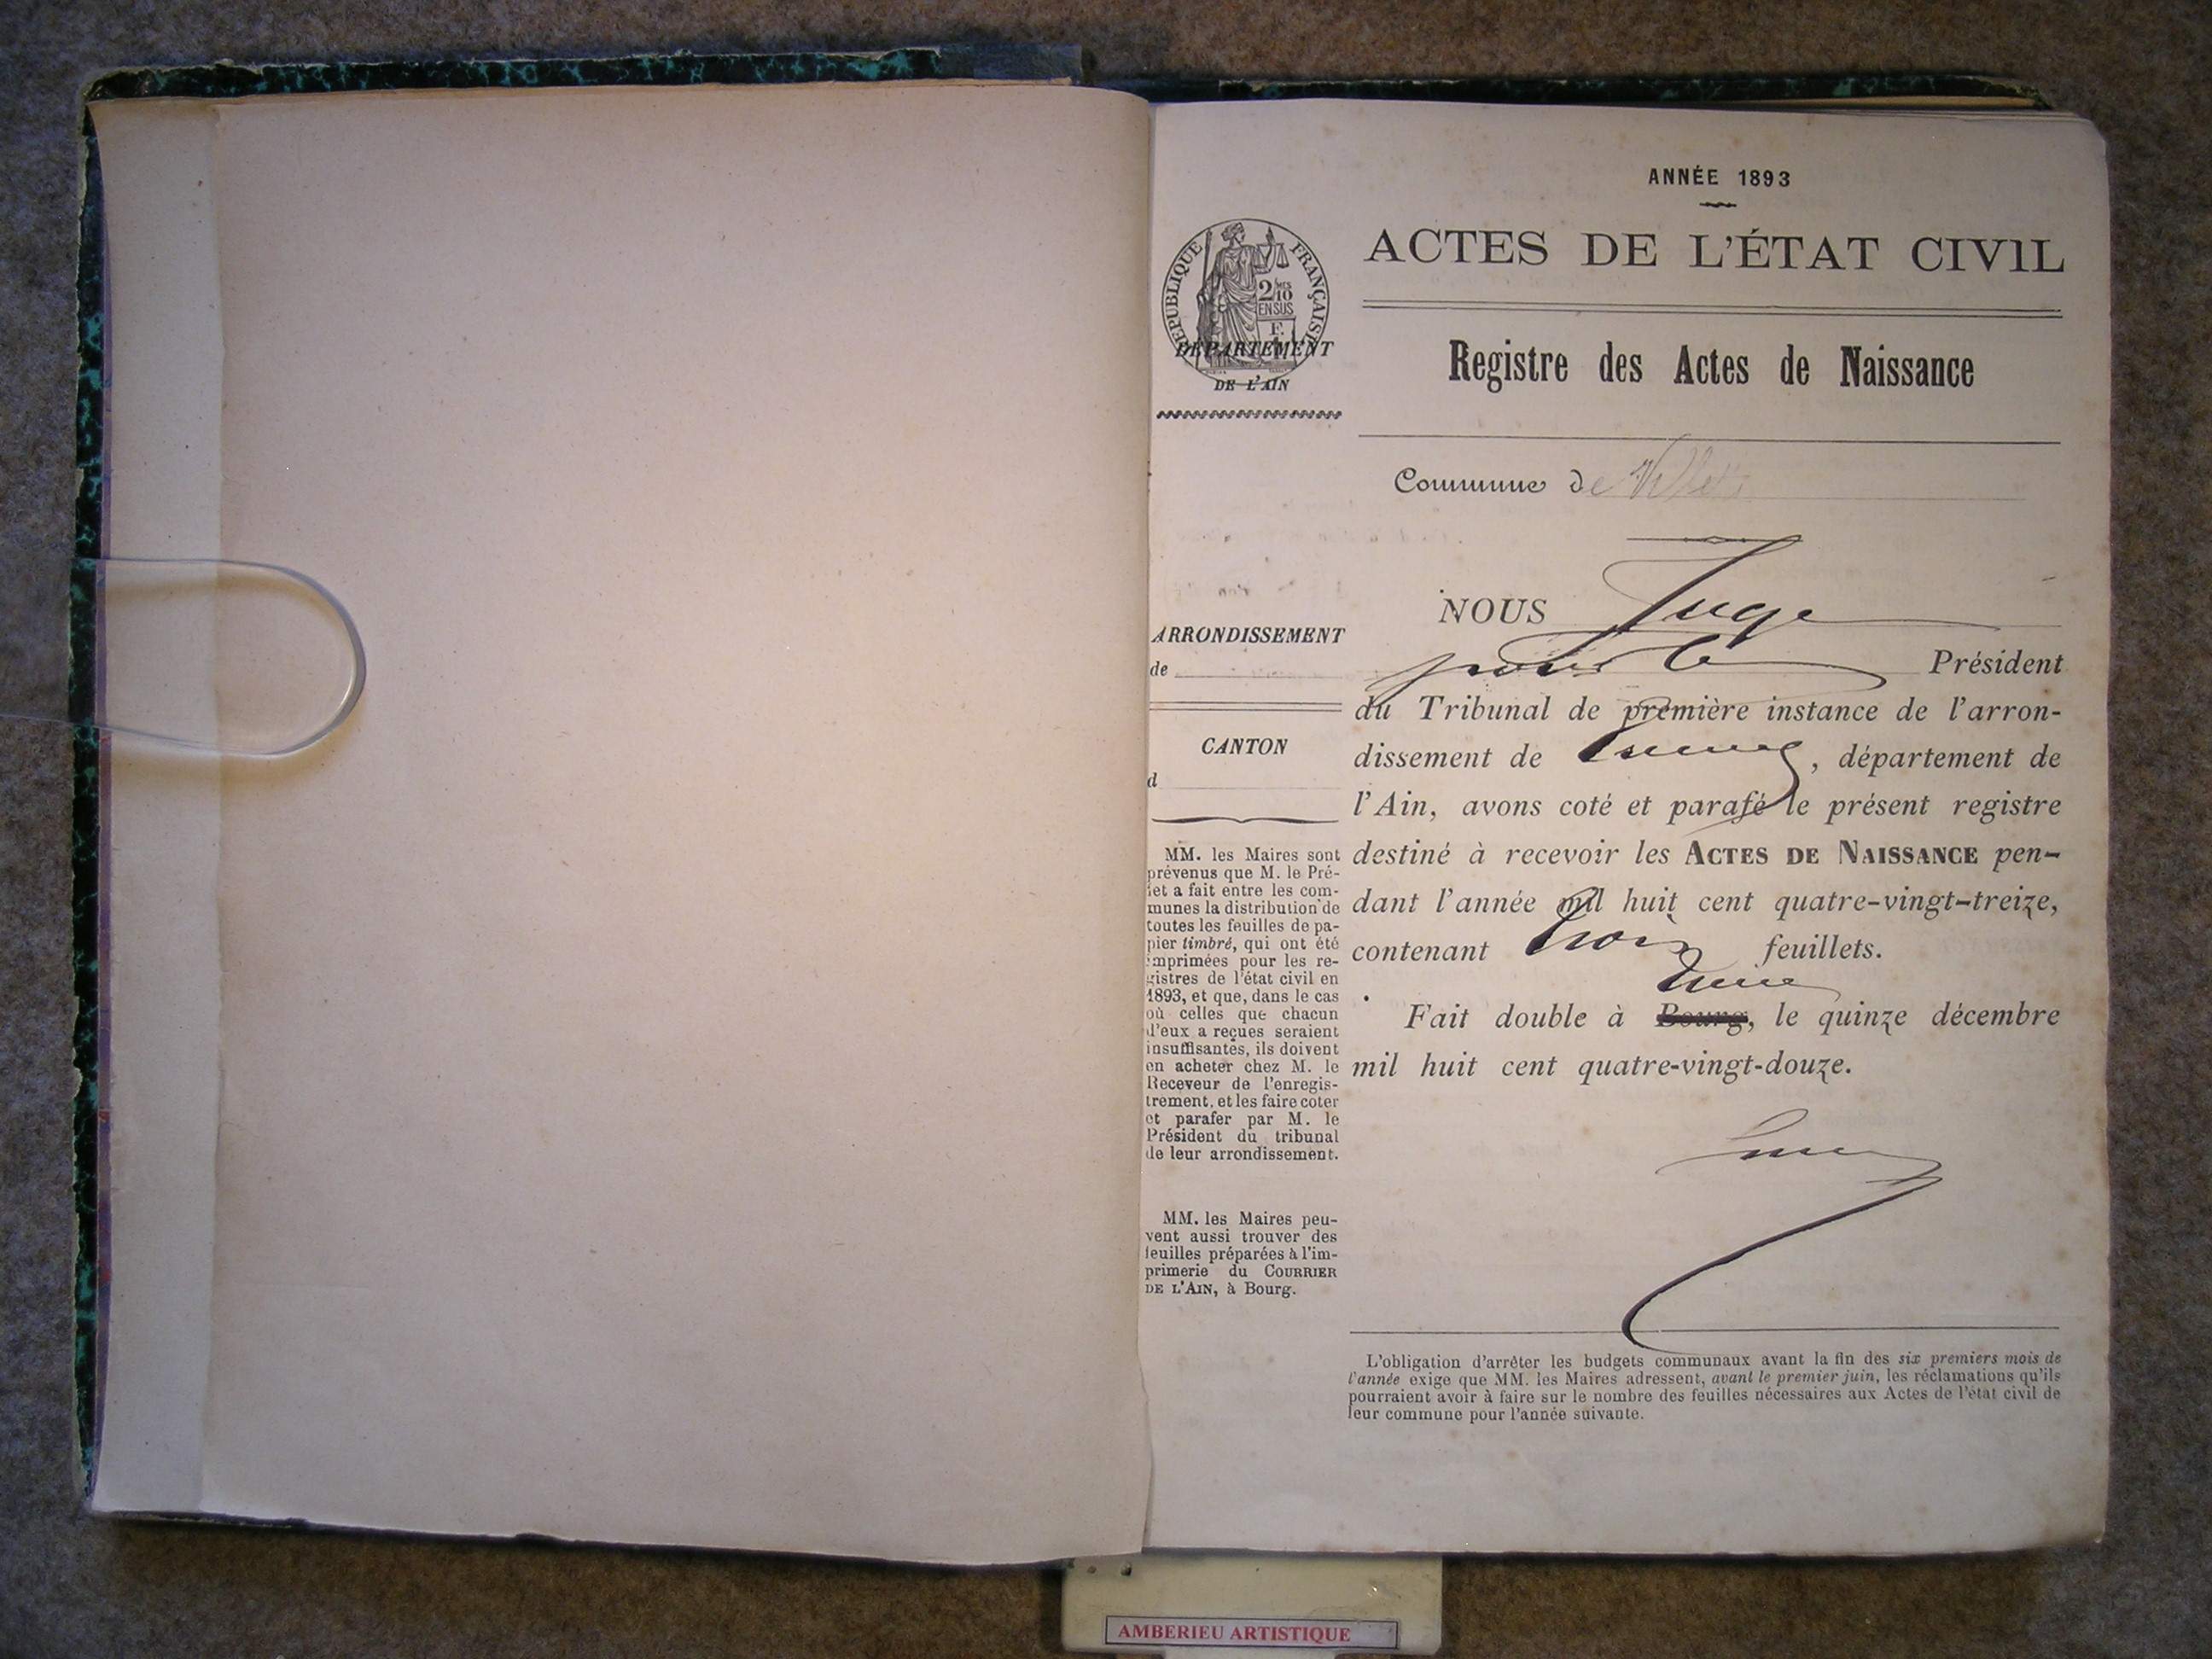 ANNÉE 1893
ACTES DE L'ÉTAT CIVIL
RÉPUBLIQUE FRANÇAISE
2/10 MES
EN SUS
DÉPARTEMENT
DE L'AIN
Registre des Actes de Naissance
Commune de
NOUS Juge
ARRONDISSEMENT
de
pour le Président
du Tribunal de première instance de l'arron-
dissement de , département de
CANTON
d
l'Ain, avons coté et parafé le présent registre
destiné à recevoir les ACTES DE NAISSANCE pen-
dant l'année mil huit cent quatre-vingt-treize,
contenant trois feuillets.
Fait double à Bourg, le quinze décembre
mil huit cent quatre-vingt-douze.
MM. les Maires sont
prévenus que M. le Pré-
fet a fait entre les com-
munes la distribution de
toutes les feuilles de pa-
pier timbré, qui ont été
imprimées pour les re-
gistres de l'état civil en
1893, et que, dans le cas
où celles que chacun
d'eux a reçues seraient
insuffisantes, ils doivent
en acheter chez M. le
Receveur de l'enregis-
trement, et les faire coter
et parafer par M. le
Président du tribunal
de leur arrondissement.
MM. les Maires peu-
vent aussi trouver des
feuilles préparées à l'im-
primerie du COURRIER
DE L'AIN, à Bourg.
L'obligation d'arrêter les budgets communaux avant la fin des six premiers mois de
l'année exige que MM. les Maires adressent, avant le premier juin, les réclamations qu'ils
pourraient avoir à faire sur le nombre des feuilles nécessaires aux Actes de l'état civil de
leur commune pour l'année suivante.
AMBERIEU ARTISTIQUE